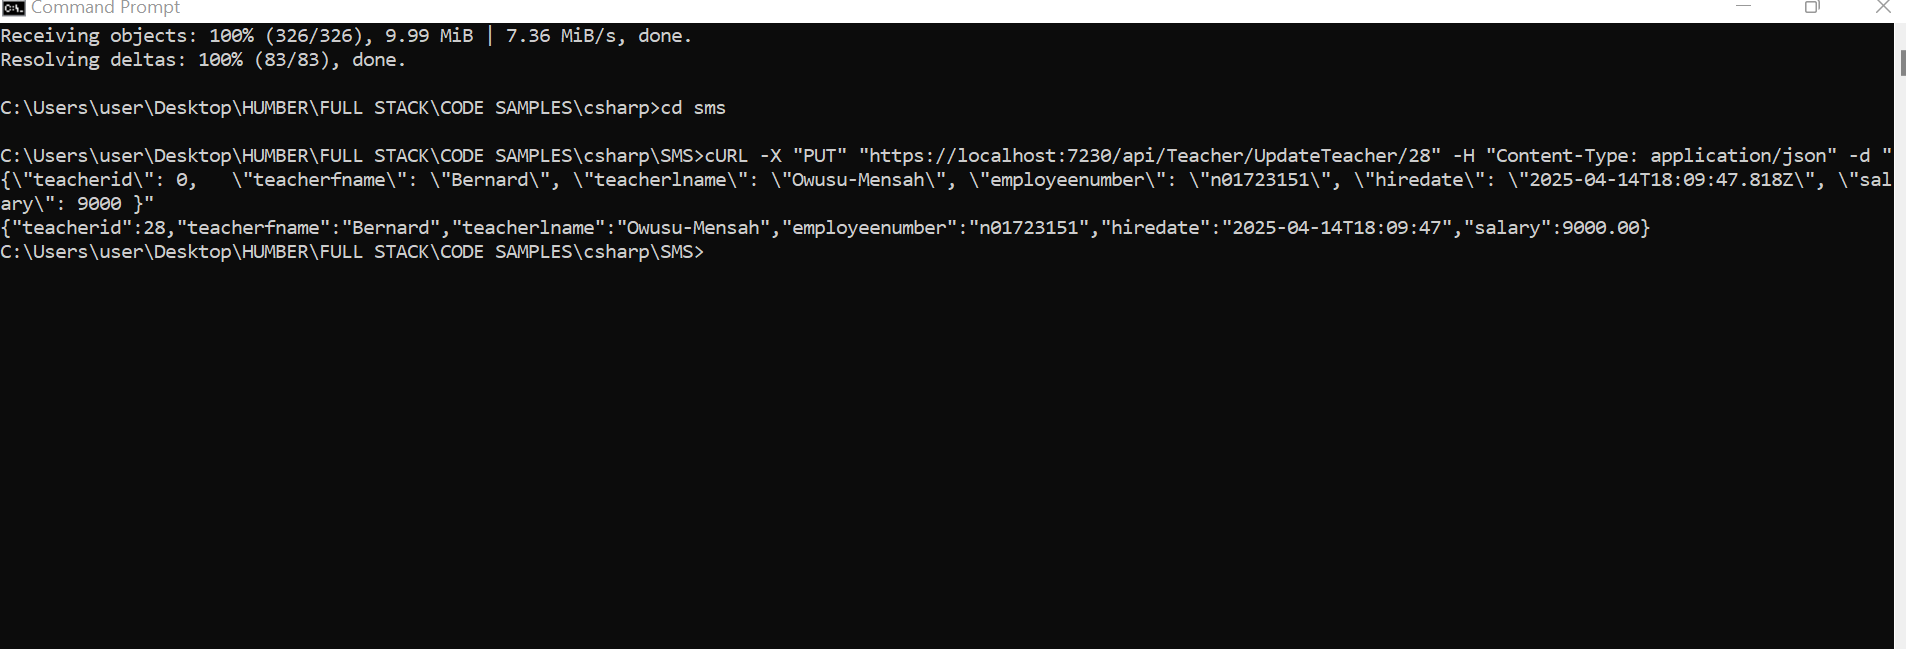 Command Prompt
Receiving objects: 100% (326/326), 9.99 MiB | 7.36 MiB/s, done.
Resolving deltas: 100% (83/83), done.
C:\Users\user\Desktop\HUMBER\FULL STACK\CODE SAMPLES\csharp>cd sms
C:\Users\user\Desktop\HUMBER\FULL STACK\CODE SAMPLES\csharp\SMS>cURL -X "PUT" "https://localhost:7230/api/Teacher/UpdateTeacher/28" -H "Content-Type: application/json" -d "
{\"teacherid\": 0,   \"teacherfname\": \"Bernard\", \"teacherlname\": \"Owusu-Mensah\", \"employeenumber\": \"n01723151\", \"hiredate\": \"2025-04-14T18:09:47.818Z\", \"sal
ary\": 9000 }"
{"teacherid":28,"teacherfname":"Bernard","teacherlname":"Owusu-Mensah","employeenumber":"n01723151","hiredate":"2025-04-14T18:09:47","salary":9000.00}
C:\Users\user\Desktop\HUMBER\FULL STACK\CODE SAMPLES\csharp\SMS>